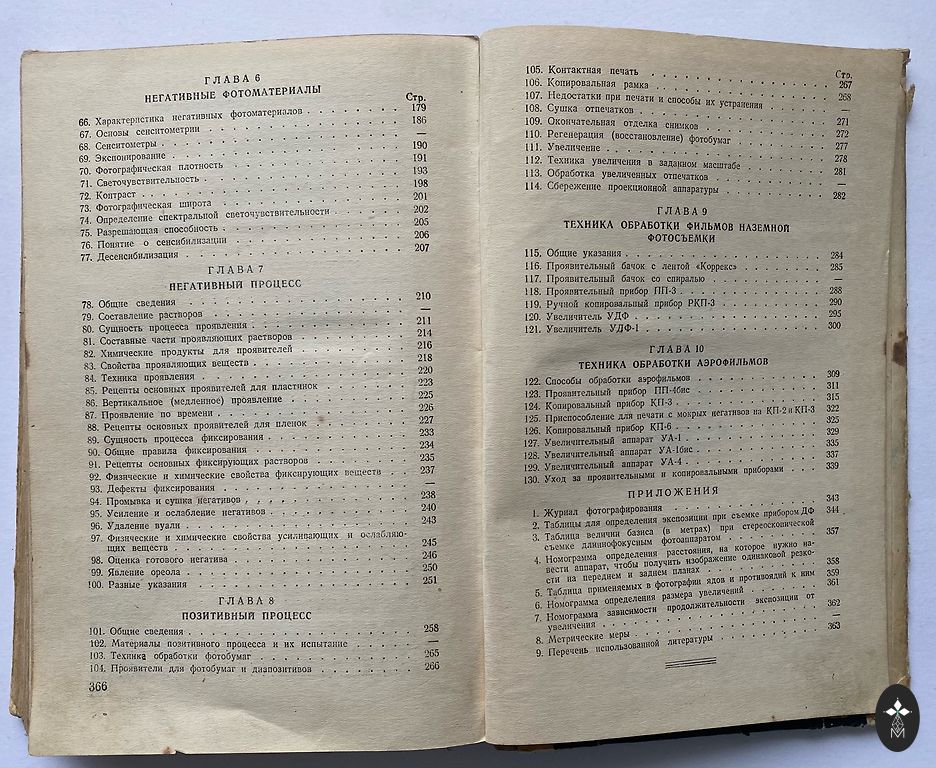 ГЛАВА 6
НЕГАТИВНЫЕ ФОТОМАТЕРИАЛЫ
Стр.
66. Характеристика негативных фотоматериалов 179
67. Основы сенситометрии 186
68. Сенситометры —
69. Экспонирование 190
70. Фотографическая плотность 191
71. Светочувствительность 193
72. Контраст 198
73. Фотографическая широта 201
74. Определение спектральной светочувствительности 202
75. Разрешающая способность 205
76. Понятие о сенсибилизации 206
77. Десенсибилизация 207
ГЛАВА 7
НЕГАТИВНЫЙ ПРОЦЕСС
78. Общие сведения 210
79. Составление растворов —
80. Сущность процесса проявления 211
81. Составные части проявляющих растворов 214
82. Химические продукты для проявителей 216
83. Свойства проявляющих веществ 218
84. Техника проявления 220
85. Рецепты основных проявителей для пластинок 223
86. Вертикальное (медленное) проявление 225
87. Проявление по времени 226
88. Рецепты основных проявителей для пленок 227
89. Сущность процесса фиксирования 233
90. Общие правила фиксирования 234
91. Рецепты основных фиксирующих растворов 235
92. Физические и химические свойства фиксирующих веществ 237
93. Дефекты фиксирования
94. Промывка и сушка негативов 238
95. Усиление и ослабление негативов 240
96. Удаление вуали 243
97. Физические и химические свойства усиливающих и ослабляю-
щих веществ 245
98. Оценка готового негатива 246
99. Явление ореола 250
100. Разные указания 251
ГЛАВА 8
ПОЗИТИВНЫЙ ПРОЦЕСС
101. Общие сведения 258
102. Материалы позитивного процесса и их испытание —
103. Техника обработки фотобумаг 265
104. Проявители для фотобумаг и диапозитивов 266
366
Стр.
105. Контактная печать 267
106. Копировальная рамка 268
107. Недостатки при печати и способы их устранения —
108. Сушка отпечатков 271
109. Окончательная отделка снимков 272
110. Регенерация (восстановление) фотобумаг 277
111. Увеличение 278
112. Техника увеличения в заданном масштабе 281
113. Обработка увеличенных отпечатков —
114. Сбережение проекционной аппаратуры 282
ГЛАВА 9
ТЕХНИКА ОБРАБОТКИ ФИЛЬМОВ НАЗЕМНОЙ
ФОТОСЪЕМКИ
115. Общие указания 284
116. Проявительный бачок с лентой «Коррекс» 285
117. Проявительный бачок со спиралью —
118. Проявительный прибор ПП-3 288
119. Ручной копировальный прибор РКП-3 290
120. Увеличитель УДФ 295
121. Увеличитель УДФ-1 300
ГЛАВА 10
ТЕХНИКА ОБРАБОТКИ АЭРОФИЛЬМОВ
122. Способы обработки аэрофильмов 309
123. Проявительный прибор ПП-4бис 311
124. Копировальный прибор КП-3 315
125. Приспособление для печати с мокрых негативов на КП-2 и КП-3 322
126. Копировальный прибор КП-6 325
127. Увеличительный аппарат УА-1 329
128. Увеличительный аппарат УА-1бис 335
129. Увеличительный аппарат УА-4 337
130. Уход за проявительными и копировальными приборами 339
ПРИЛОЖЕНИЯ
1. Журнал фотографирования 343
2. Таблицы для определения экспозиции при съемке прибором ДФ 344
3. Таблица величин базиса (в метрах) при стереоскопической
съемке длиннофокусным фотоаппаратом 357
4. Номограмма определения расстояния, на которое нужно на-
вести аппарат, чтобы получить изображение одинаковой резко-
сти на переднем и заднем планах 358
5. Таблица применяемых в фотографии ядов и противоядий к ним 359
6. Номограмма определения размера увеличений 361
7. Номограмма зависимости продолжительности экспозиции от
увеличения 362
8. Метрические меры —
9. Перечень использованной литературы 363
М